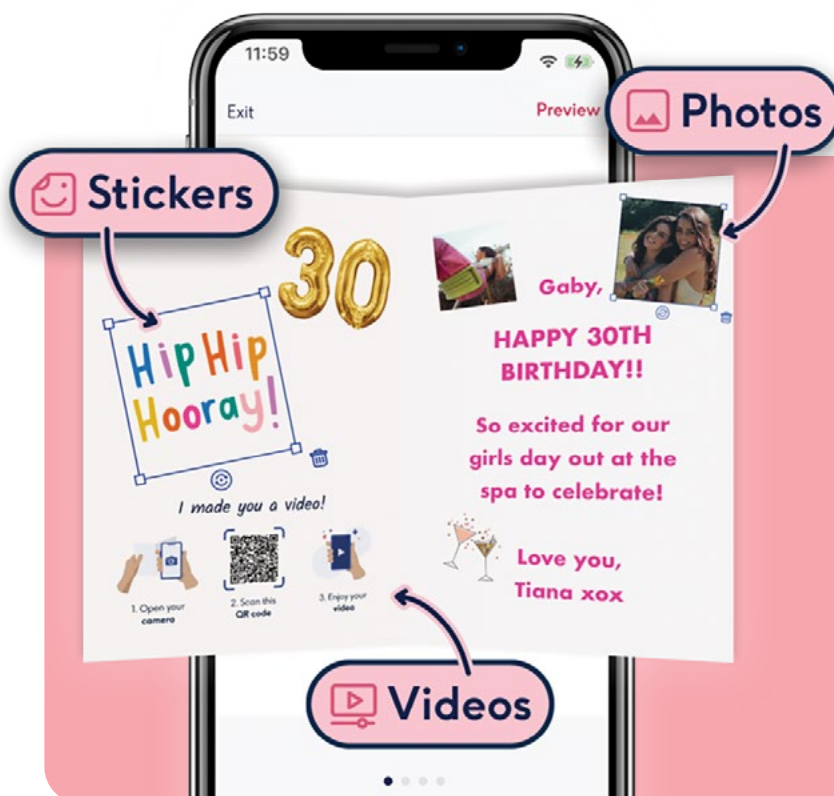 11:59
Exit
Preview
Photos
Stickers
30
Hip Hip
Hooray!
I made you a video!
1. Open your
camera
2. Scan this
QR code
3. Enjoy your
video
Gaby,
HAPPY 30TH
BIRTHDAY!!
So excited for our
girls day out at the
spa to celebrate!
Love you,
Tiana xox
Videos